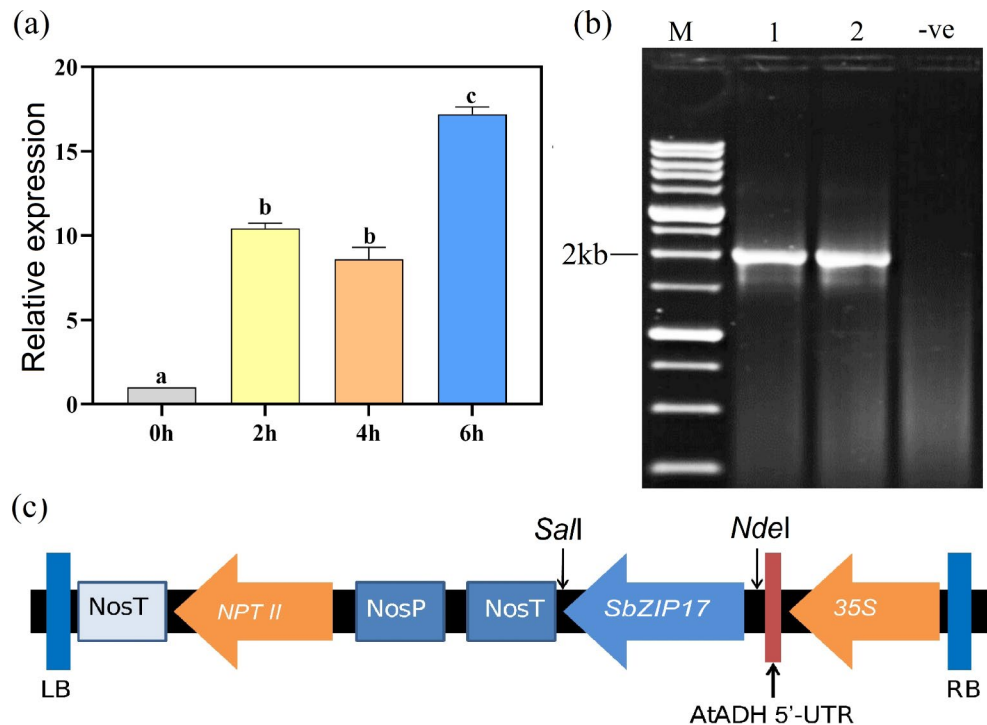 (a)
20
15
10
5
0
Relative expression
a
b
b
c
0h 2h 4h 6h
(b)
M 1 2 -ve
2kb
(c)
SalI NdeI
NosT NPT II NosP NosT SbZIP17 35S
LB RB
AtADH 5'-UTR